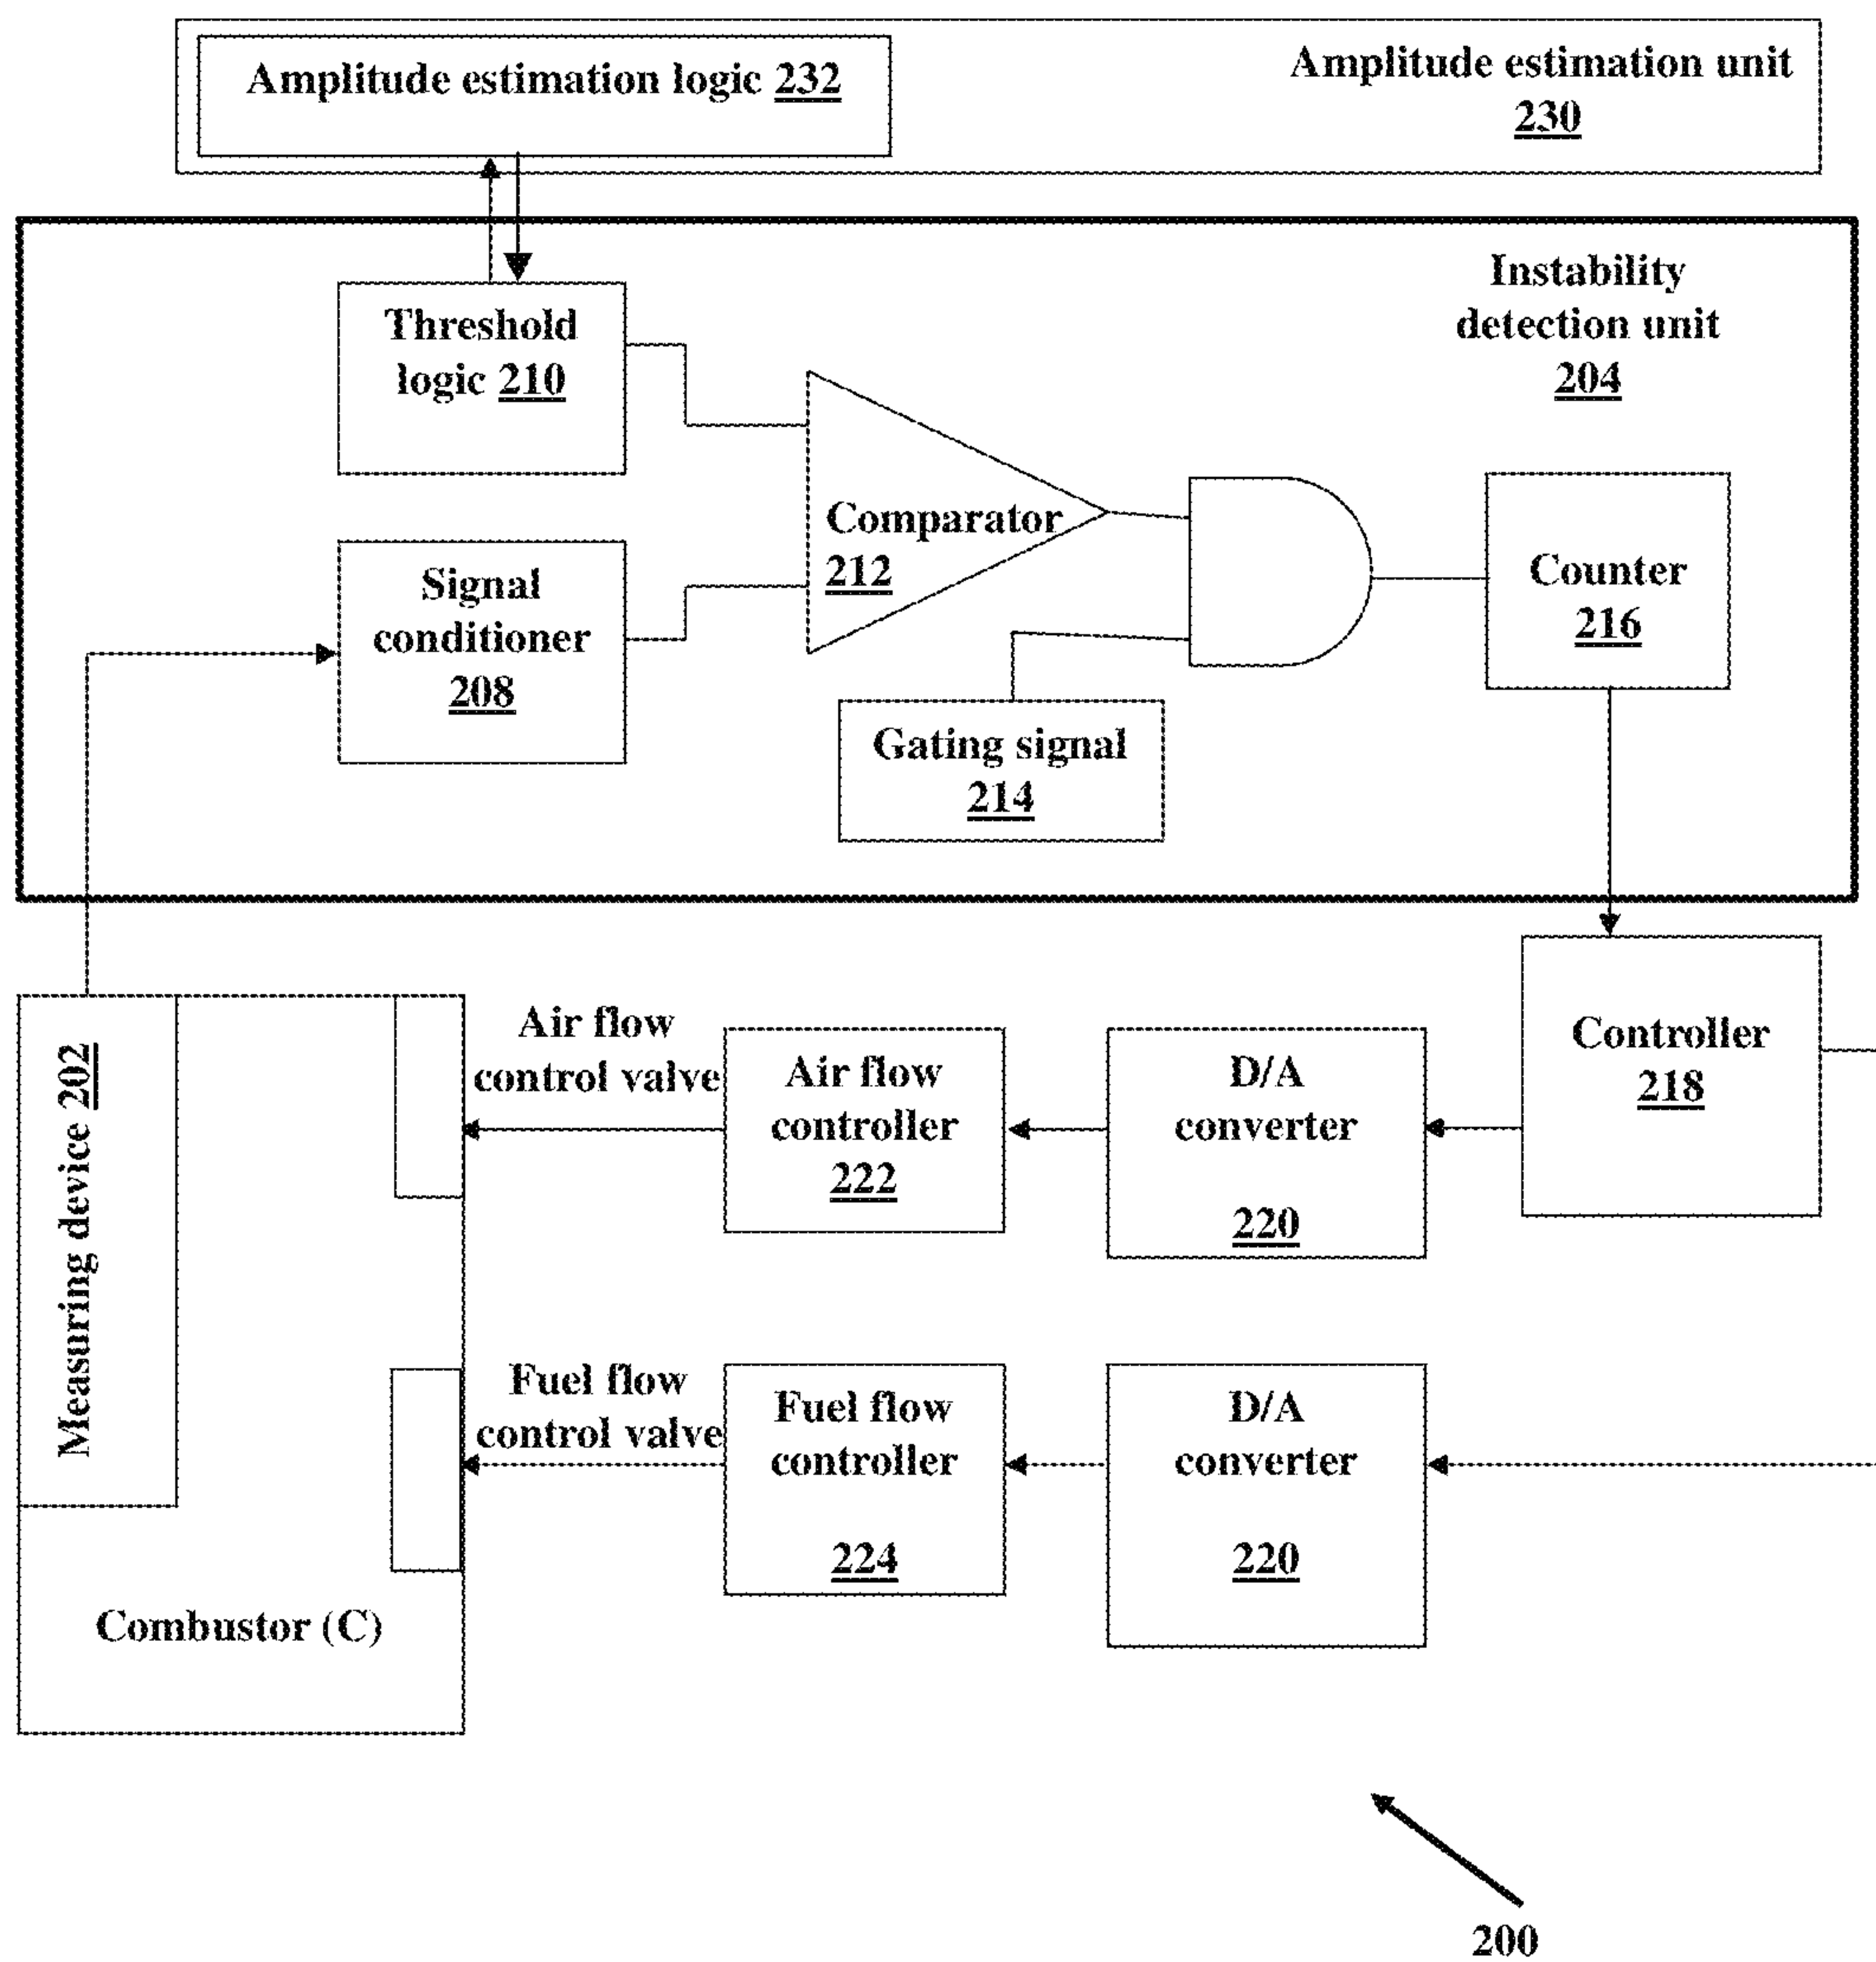 Amplitude estimation logic 232
Amplitude estimation unit
230
Instability
detection unit
204
Threshold
logic 210
Comparator
212
Signal
conditioner
208
Counter
216
Gating signal
214
Controller
218
Air flow
control valve
Air flow
controller
222
D/A
converter
220
Measuring device 202
Fuel flow
control valve
Fuel flow
controller
224
D/A
converter
220
Combustor (C)
200